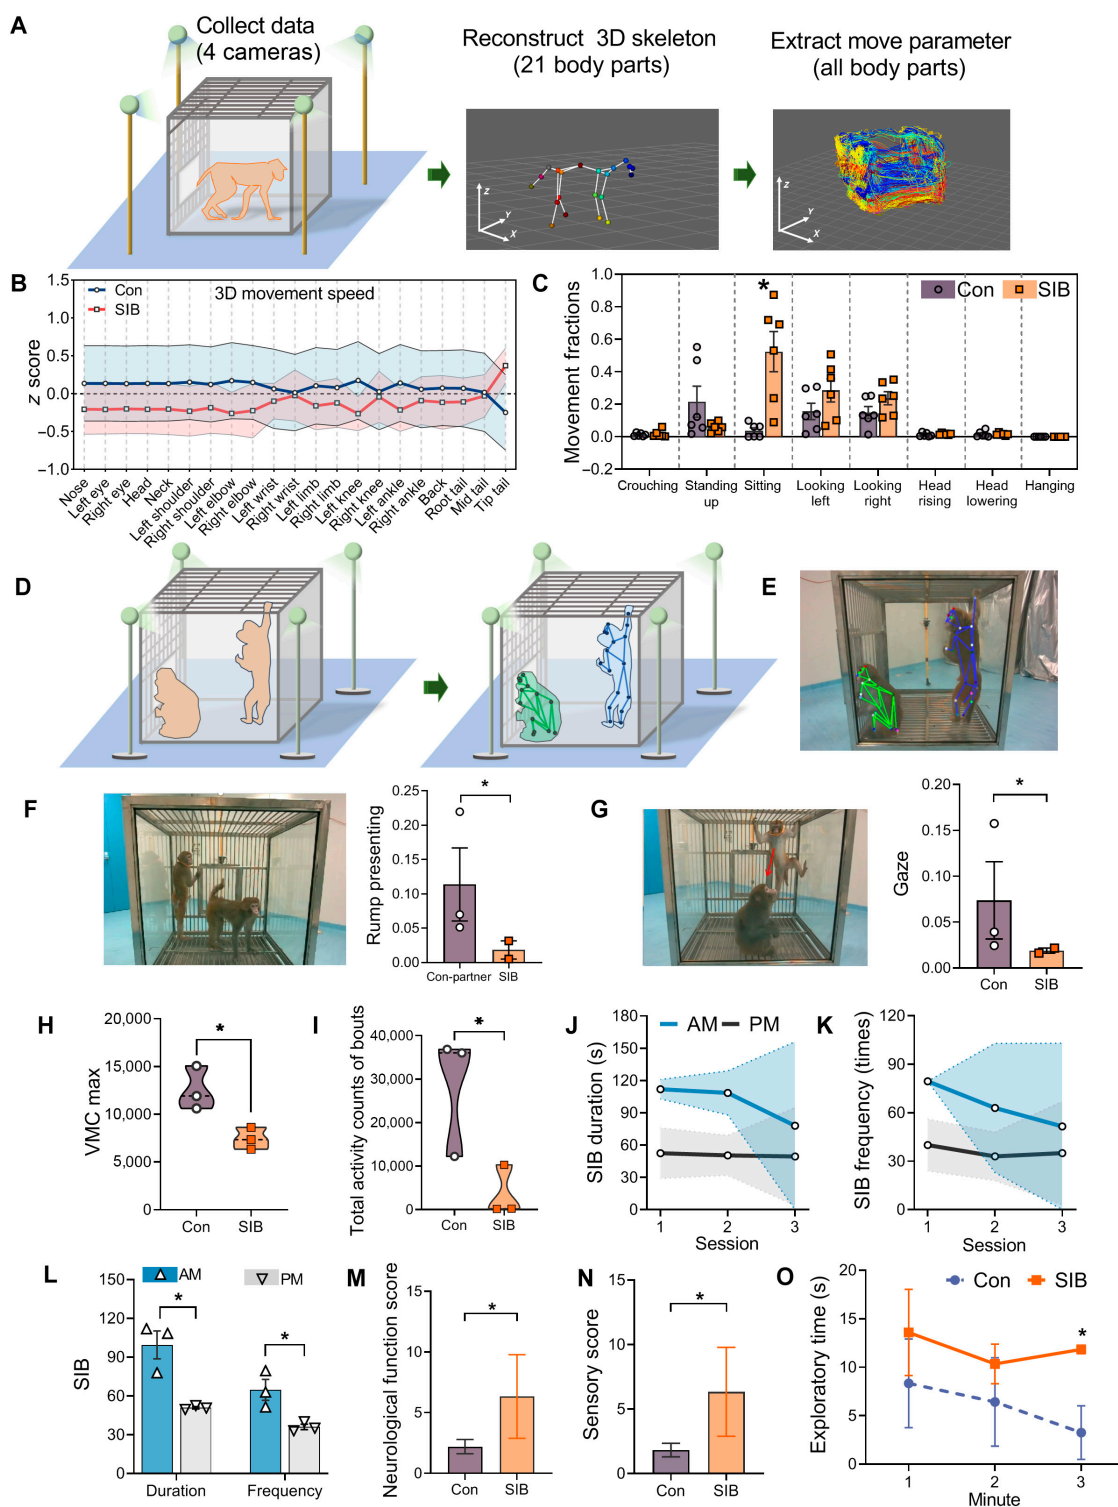 A
Collect data
(4 cameras)
Reconstruct 3D skeleton
(21 body parts)
Extract move parameter
(all body parts)
Z
Y
X
Z
Y
X
B
3D movement speed
Con
SIB
z score
1.5
1.0
0.5
0.0
−0.5
−1.0
Nose
Left eye
Right eye
Head
Neck
Left shoulder
Right shoulder
Left elbow
Right elbow
Left wrist
Right wrist
Left limb
Right limb
Left knee
Right knee
Left ankle
Right ankle
Back
Root tail
Mid tail
Tip tail
C
Con
SIB
*
Movement fractions
1.0
0.8
0.6
0.4
0.2
0.0
−0.2
Crouching
Standing
up
Sitting
Looking
left
Looking
right
Head
rising
Head
lowering
Hanging
D
E
F
Rump presenting
0.25
0.20
0.15
0.10
0.05
0.00
*
Con-partner
SIB
G
Gaze
0.20
0.15
0.10
0.05
0.00
*
Con
SIB
H
VMC max
20,000
15,000
10,000
5,000
0
*
Con
SIB
I
Total activity counts of bouts
40,000
30,000
20,000
10,000
0
*
Con
SIB
J
SIB duration (s)
180
150
120
90
60
30
0
AM
PM
1
2
3
Session
K
SIB frequency (times)
120
90
60
30
0
1
2
3
Session
L
AM
PM
SIB
150
120
90
60
30
0
*
*
Duration
Frequency
M
Neurological function score
15
10
5
0
*
Con
SIB
N
Sensory score
15
10
5
0
*
Con
SIB
O
Exploratory time (s)
20
15
10
5
0
Con
SIB
*
1
2
3
Minute